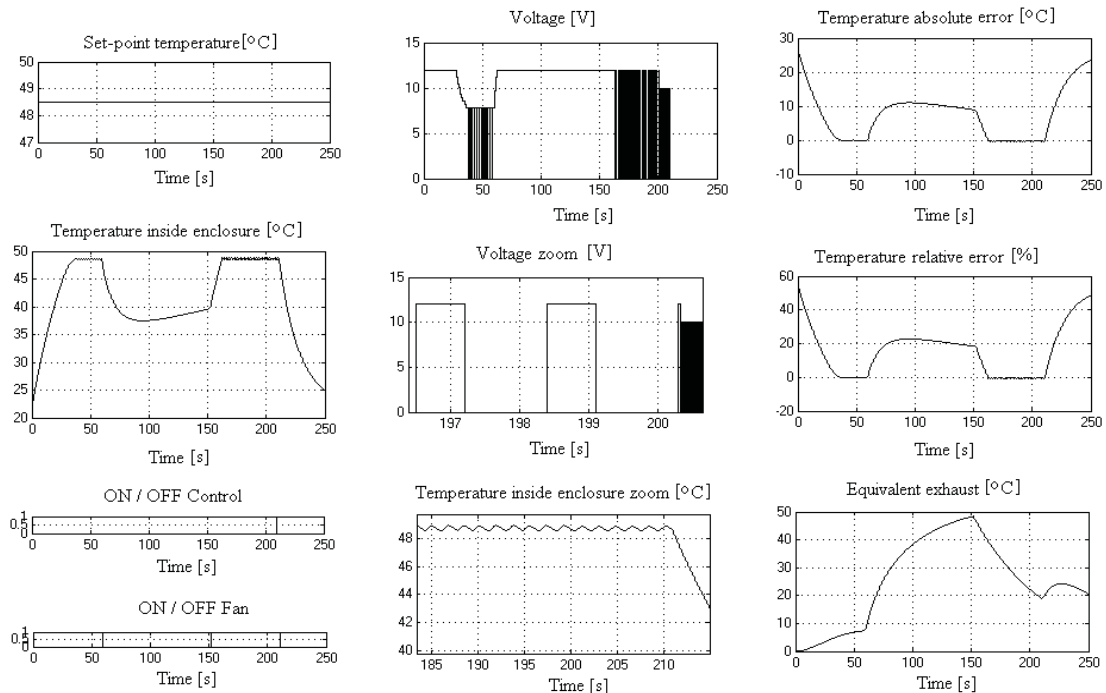 Set-point temperature[°C]
50
49
48
47
0 50 100 150 200 250
Time [s]
Temperature inside enclosure [°C]
50
45
40
35
30
25
20
0 50 100 150 200 250
Time [s]
ON / OFF Control
1
0.5
0
0 50 100 150 200 250
Time [s]
ON / OFF Fan
1
0.5
0
0 50 100 150 200 250
Time [s]
Voltage [V]
15
10
5
0
0 50 100 150 200 250
Time [s]
Voltage zoom [V]
15
10
5
0
197 198 199 200
Time [s]
Temperature inside enclosure zoom [°C]
48
46
44
42
40
185 190 195 200 205 210
Time [s]
Temperature absolute error [°C]
30
20
10
0
-10
0 50 100 150 200 250
Time [s]
Temperature relative error [%]
60
40
20
0
-20
0 50 100 150 200 250
Time [s]
Equivalent exhaust [°C]
50
40
30
20
10
0
0 50 100 150 200 250
Time [s]